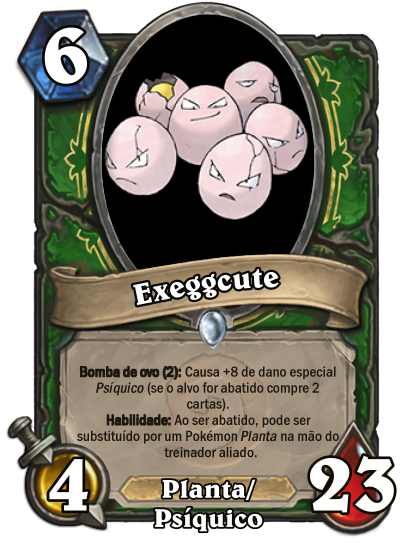 6
Exeggcute
Bomba de ovo (2): Causa +8 de dano especial
Psíquico (se o alvo for abatido compre 2
cartas).
Habilidade: Ao ser abatido, pode ser
substituído por um Pokémon Planta na mão do
treinador aliado.
4
Planta/
Psíquico
23